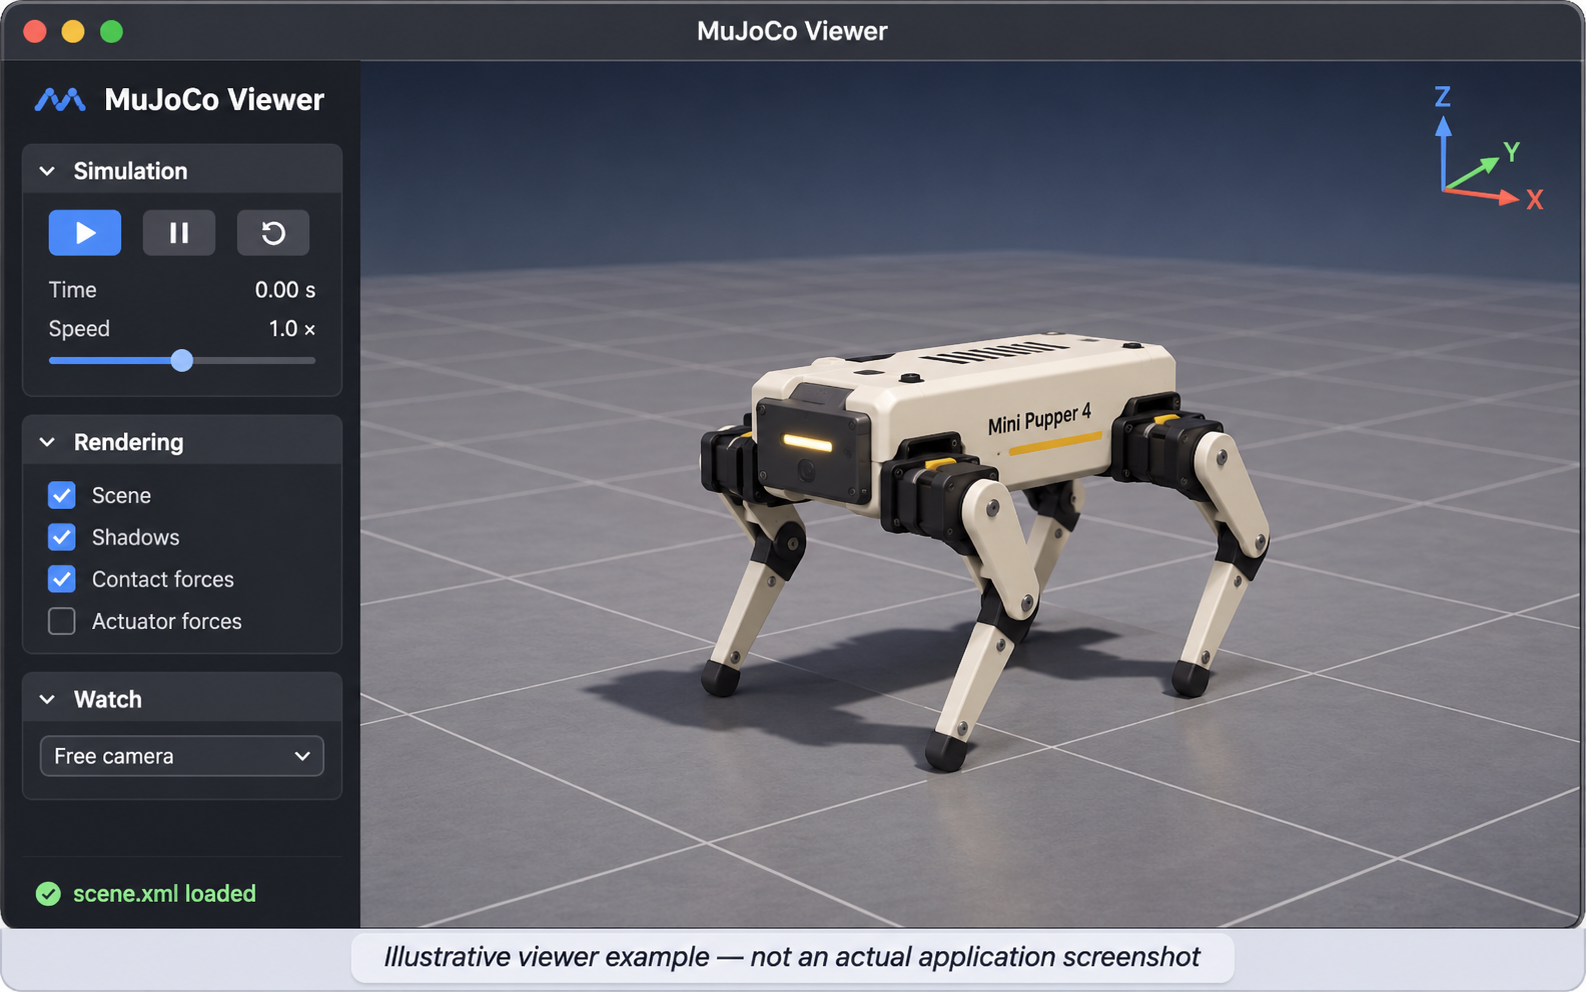 MuJoCo Viewer
MuJoCo Viewer
Simulation
Time 0.00 s
Speed 1.0 ×
Rendering
Scene
Shadows
Contact forces
Actuator forces
Watch
Free camera
scene.xml loaded
Z
Y
X
Mini Pupper 4
Illustrative viewer example — not an actual application screenshot